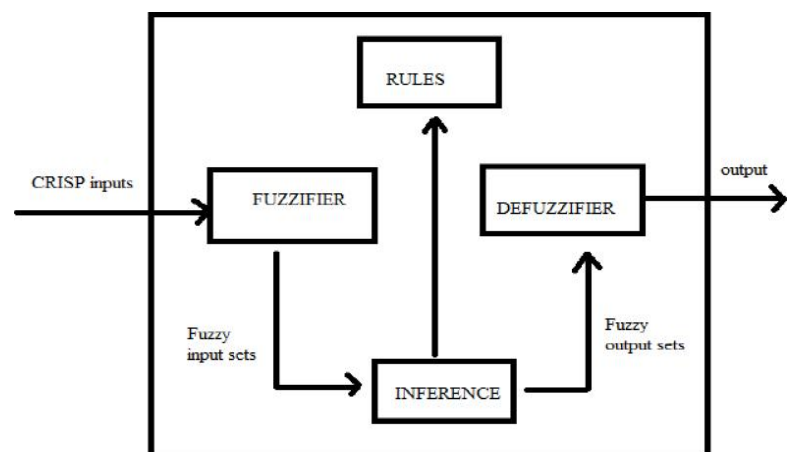 RULES
CRISP inputs
FUZZIFIER
DEFUZZIFIER
output
Fuzzy
input sets
Fuzzy
output sets
INFERENCE